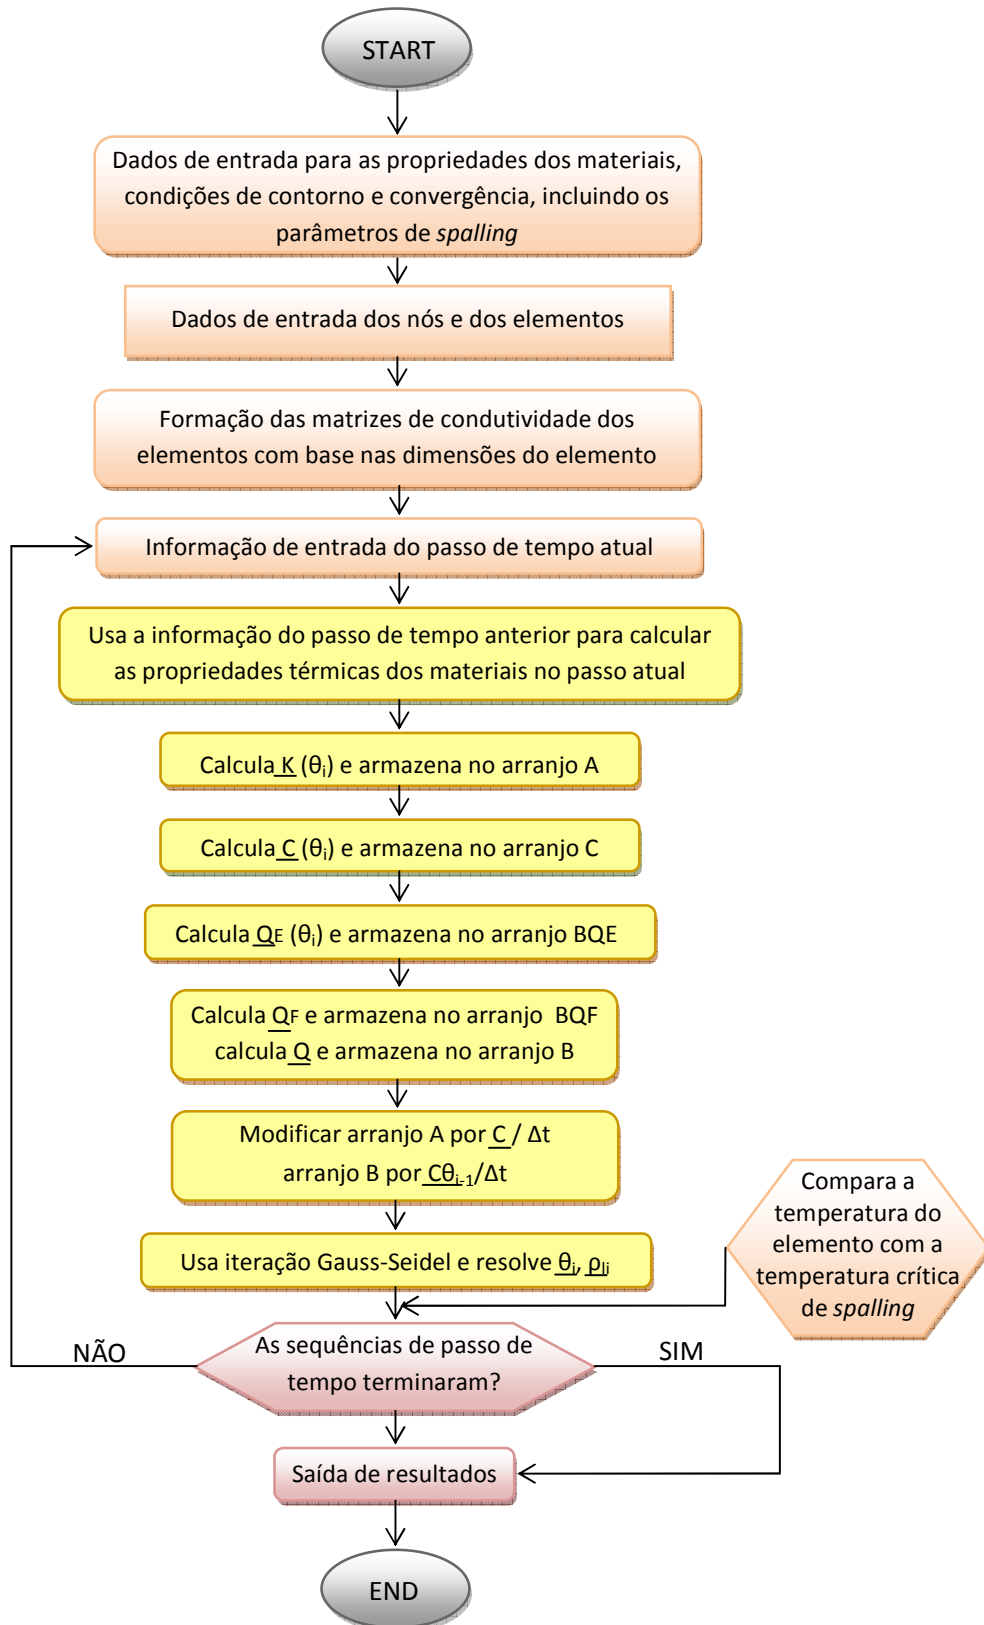 START
Dados de entrada para as propriedades dos materiais,
condições de contorno e convergência, incluindo os
parâmetros de spalling
Dados de entrada dos nós e dos elementos
Formação das matrizes de condutividade dos
elementos com base nas dimensões do elemento
Informação de entrada do passo de tempo atual
Usa a informação do passo de tempo anterior para calcular
as propriedades térmicas dos materiais no passo atual
Calcula K (θi) e armazena no arranjo A
Calcula C (θi) e armazena no arranjo C
Calcula QE (θi) e armazena no arranjo BQE
Calcula QF e armazena no arranjo BQF
calcula Q e armazena no arranjo B
Modificar arranjo A por C / Δt
arranjo B por Cθi-1/Δt
Compara a
temperatura do
elemento com a
temperatura crítica
de spalling
Usa iteração Gauss-Seidel e resolve θi, ρli
NÃO
As sequências de passo de
tempo terminaram?
SIM
Saída de resultados
END